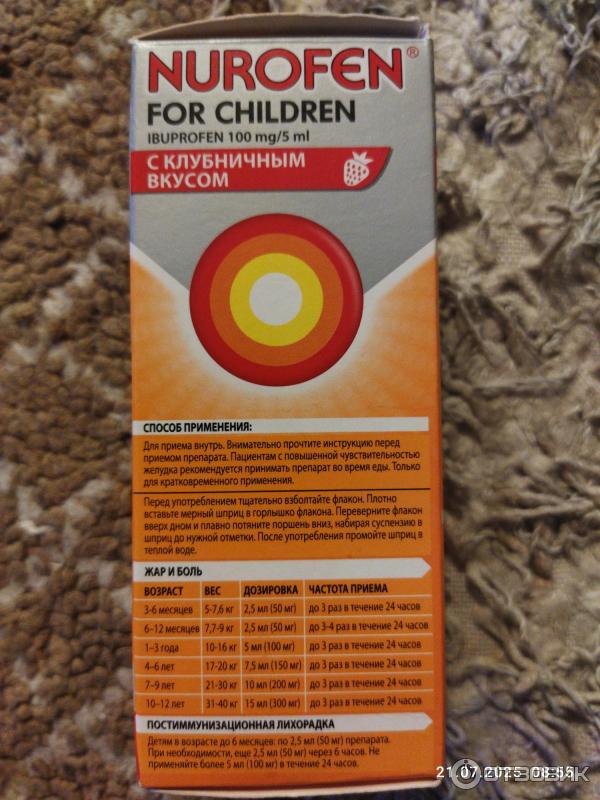 NUROFEN®
FOR CHILDREN
IBUPROFEN 100 mg/5 ml
С КЛУБНИЧНЫМ
ВКУСОМ
СПОСОБ ПРИМЕНЕНИЯ:
Для приема внутрь. Внимательно прочтите инструкцию перед
приемом препарата. Пациентам с повышенной чувствительностью
желудка рекомендуется принимать препарат во время еды. Только
для кратковременного применения.
Перед употреблением тщательно взболтайте флакон. Плотно
вставьте мерный шприц в горлышко флакона. Переверните флакон
вверх дном и плавно потяните поршень вниз, набирая суспензию в
шприц до нужной отметки. После употребления промойте шприц в
теплой воде.
ЖАР И БОЛЬ
ВОЗРАСТ ВЕС ДОЗИРОВКА ЧАСТОТА ПРИЕМА
3-6 месяцев 5-7,6 кг 2,5 мл (50 мг) до 3 раз в течение 24 часов
6–12 месяцев 7,7-9 кг 2,5 мл (50 мг) до 3-4 раз в течение 24 часов
1–3 года 10-16 кг 5 мл (100 мг) до 3 раз в течение 24 часов
4–6 лет 17-20 кг 7,5 мл (150 мг) до 3 раз в течение 24 часов
7–9 лет 21-30 кг 10 мл (200 мг) до 3 раз в течение 24 часов
10–12 лет 31-40 кг 15 мл (300 мг) до 3 раз в течение 24 часов
ПОСТИММУНИЗАЦИОННАЯ ЛИХОРАДКА
Детям в возрасте до 6 месяцев: по 2,5 мл (50 мг) препарата.
При необходимости, еще 2,5 мл (50 мг) через 6 часов. Не
применяйте более 5 мл (100 мг) в течение 24 часов.
21.07.2025 08:55
ОТЗОВИК